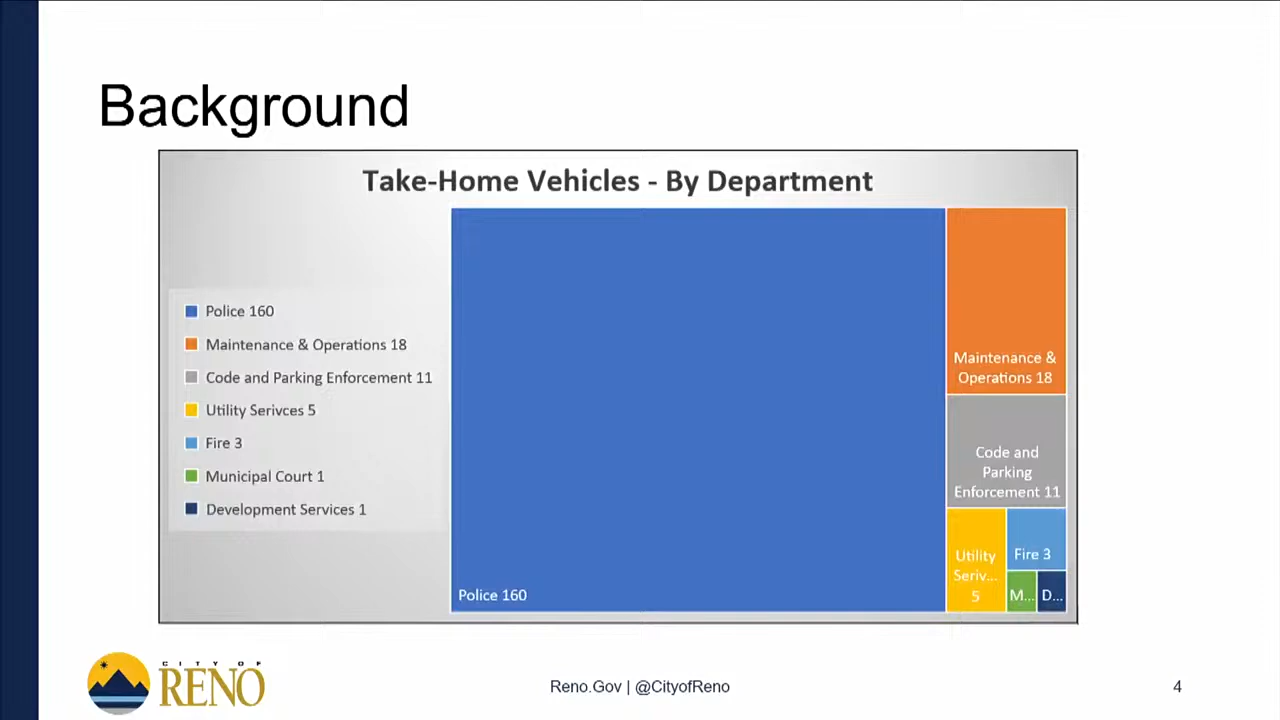 Background
Take-Home Vehicles - By Department
Police 160
Maintenance & Operations 18
Code and Parking Enforcement 11
Utility Serivces 5
Fire 3
Municipal Court 1
Development Services 1
Police 160
Maintenance &
Operations 18
Code and
Parking
Enforcement 11
Utility
Seriv...
5
Fire 3
M...
D...
CITY OF
RENO
Reno.Gov | @CityofReno
4